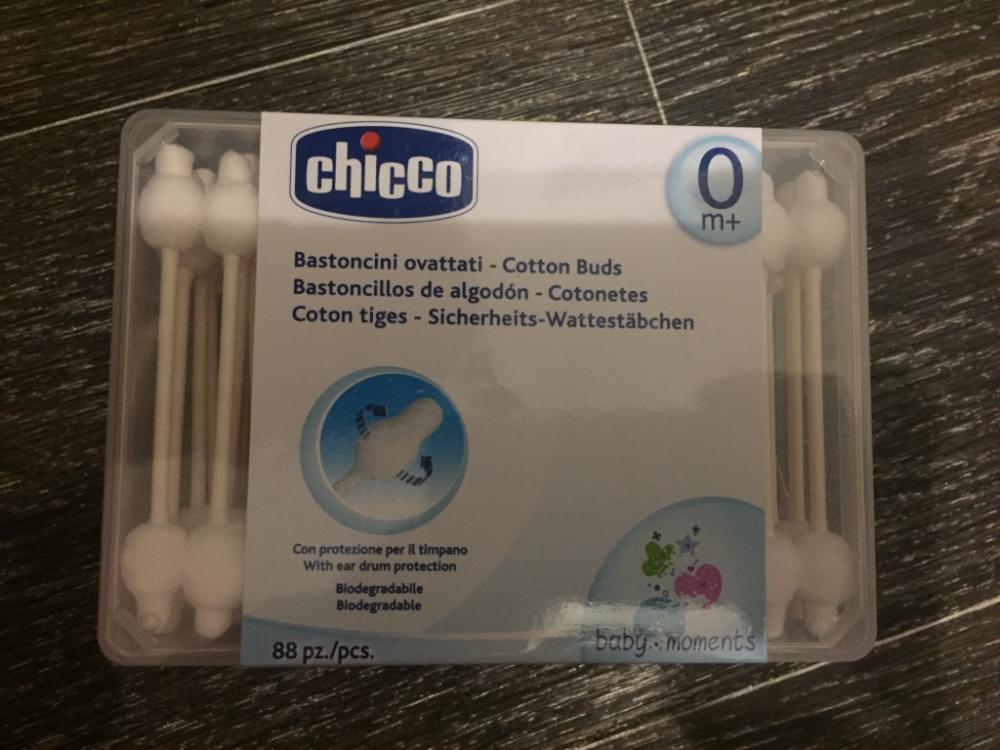 chicco
0
m+
Bastoncini ovattati - Cotton Buds
Bastoncillos de algodón - Cotonetes
Coton tiges - Sicherheits-Wattestäbchen
Con protezione per il timpano
With ear drum protection
Biodegradabile
Biodegradable
88 pz./pcs.
baby moments